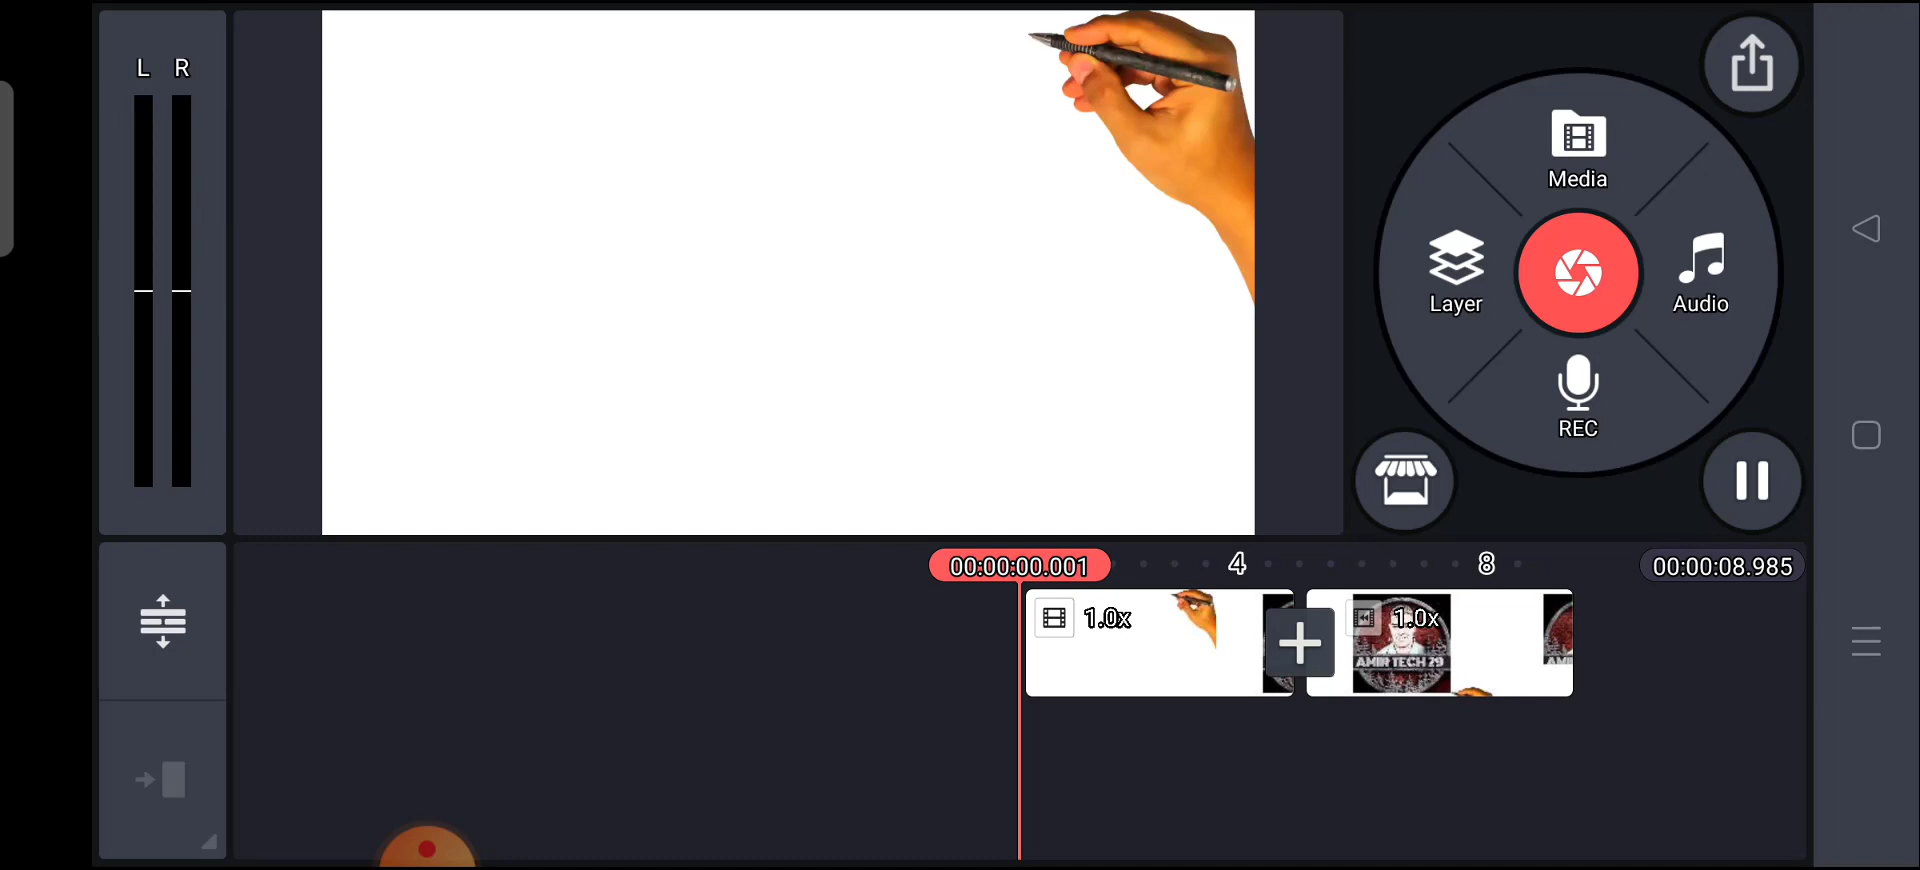 L R
Media
Layer
Audio
REC
00:00:00.001
4
8
00:00:08.985
1.0x
1.0x
AMIR TECH 29
AMI